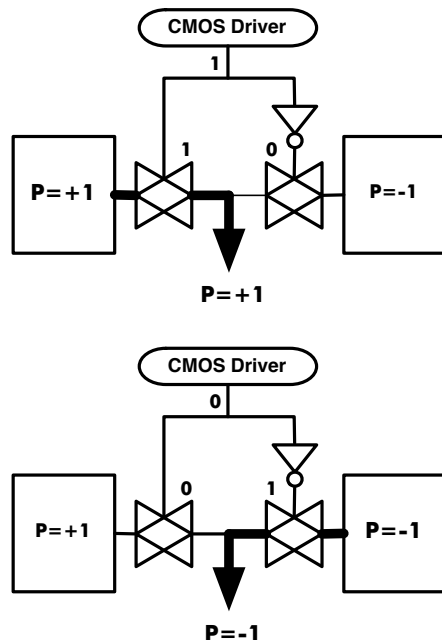 CMOS Driver
1
1
0
P=+1
P=-1
P=+1
CMOS Driver
0
0
1
P=+1
P=-1
P=-1